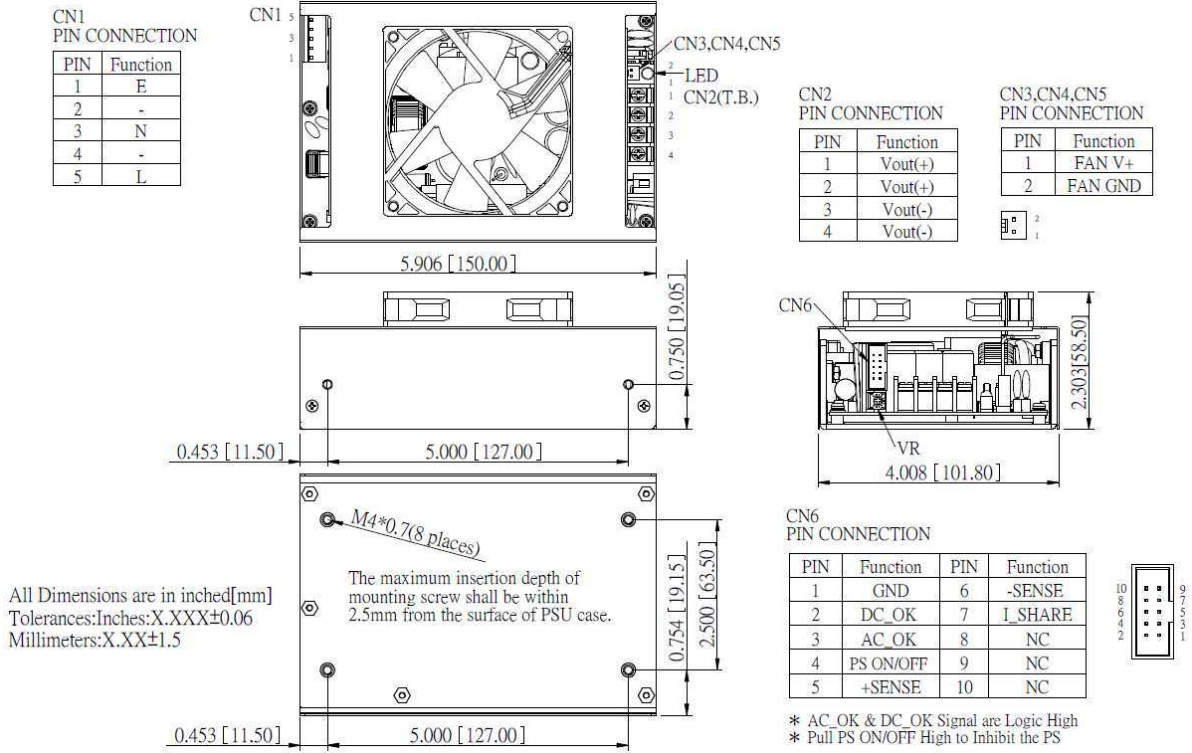 CN1
PIN CONNECTION
PIN Function
1 E
2 -
3 N
4 -
5 L
CN1
5
3
1
CN3,CN4,CN5
2
LED
1
CN2(T.B.)
1
2
3
4
CN2
PIN CONNECTION
PIN Function
1 Vout(+)
2 Vout(+)
3 Vout(-)
4 Vout(-)
CN3,CN4,CN5
PIN CONNECTION
PIN Function
1 FAN V+
2 FAN GND
2
1
5.906 [150.00]
0.750 [19.05]
0.453 [11.50]
5.000 [127.00]
CN6
VR
2.303[58.50]
4.008 [101.80]
M4*0.7(8 places)
The maximum insertion depth of
mounting screw shall be within
2.5mm from the surface of PSU case.
0.754 [19.15]
2.500 [63.50]
0.453 [11.50]
5.000 [127.00]
All Dimensions are in inched[mm]
Tolerances:Inches:X.XXX±0.06
Millimeters:X.XX±1.5
CN6
PIN CONNECTION
PIN Function PIN Function
1 GND 6 -SENSE
2 DC_OK 7 I_SHARE
3 AC_OK 8 NC
4 PS ON/OFF 9 NC
5 +SENSE 10 NC
10 9
8 7
6 5
4 3
2 1
* AC_OK & DC_OK Signal are Logic High
* Pull PS ON/OFF High to Inhibit the PS